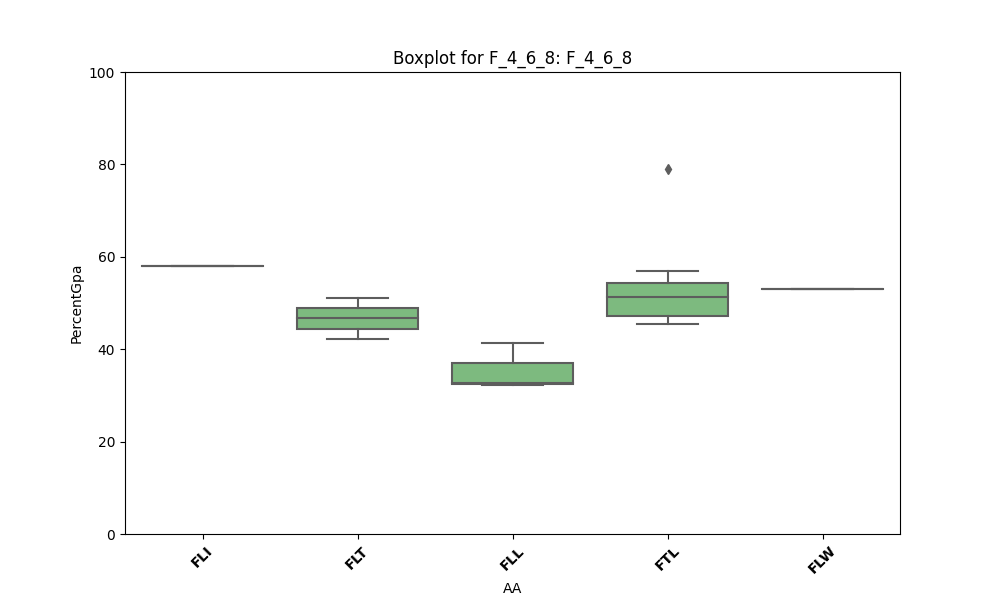 Boxplot for F_4_6_8: F_4_6_8
100
80
60
40
20
0
PercentGpa
FLI
FLT
FLL
FTL
FLW
AA